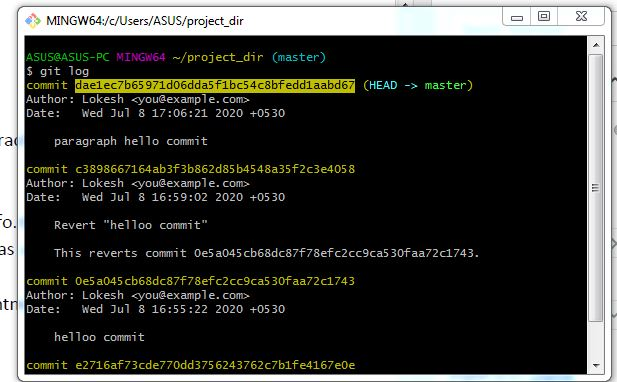 MINGW64:/c/Users/ASUS/project_dir
ASUS@ASUS-PC MINGW64 ~/project_dir (master)
$ git log
commit dae1ec7b65971d06dda5f1bc54c8bfedd1aabd67 (HEAD -> master)
Author: Lokesh <you@example.com>
Date:   Wed Jul 8 17:06:21 2020 +0530
paragraph hello commit
commit c3898667164ab3f3b862d85b4548a35f2c3e4058
Author: Lokesh <you@example.com>
Date:   Wed Jul 8 16:59:02 2020 +0530
Revert "helloo commit"
This reverts commit 0e5a045cb68dc87f78efc2cc9ca530faa72c1743.
commit 0e5a045cb68dc87f78efc2cc9ca530faa72c1743
Author: Lokesh <you@example.com>
Date:   Wed Jul 8 16:55:22 2020 +0530
helloo commit
commit e2716af73cde770dd3756243762c7b1fe4167e0e